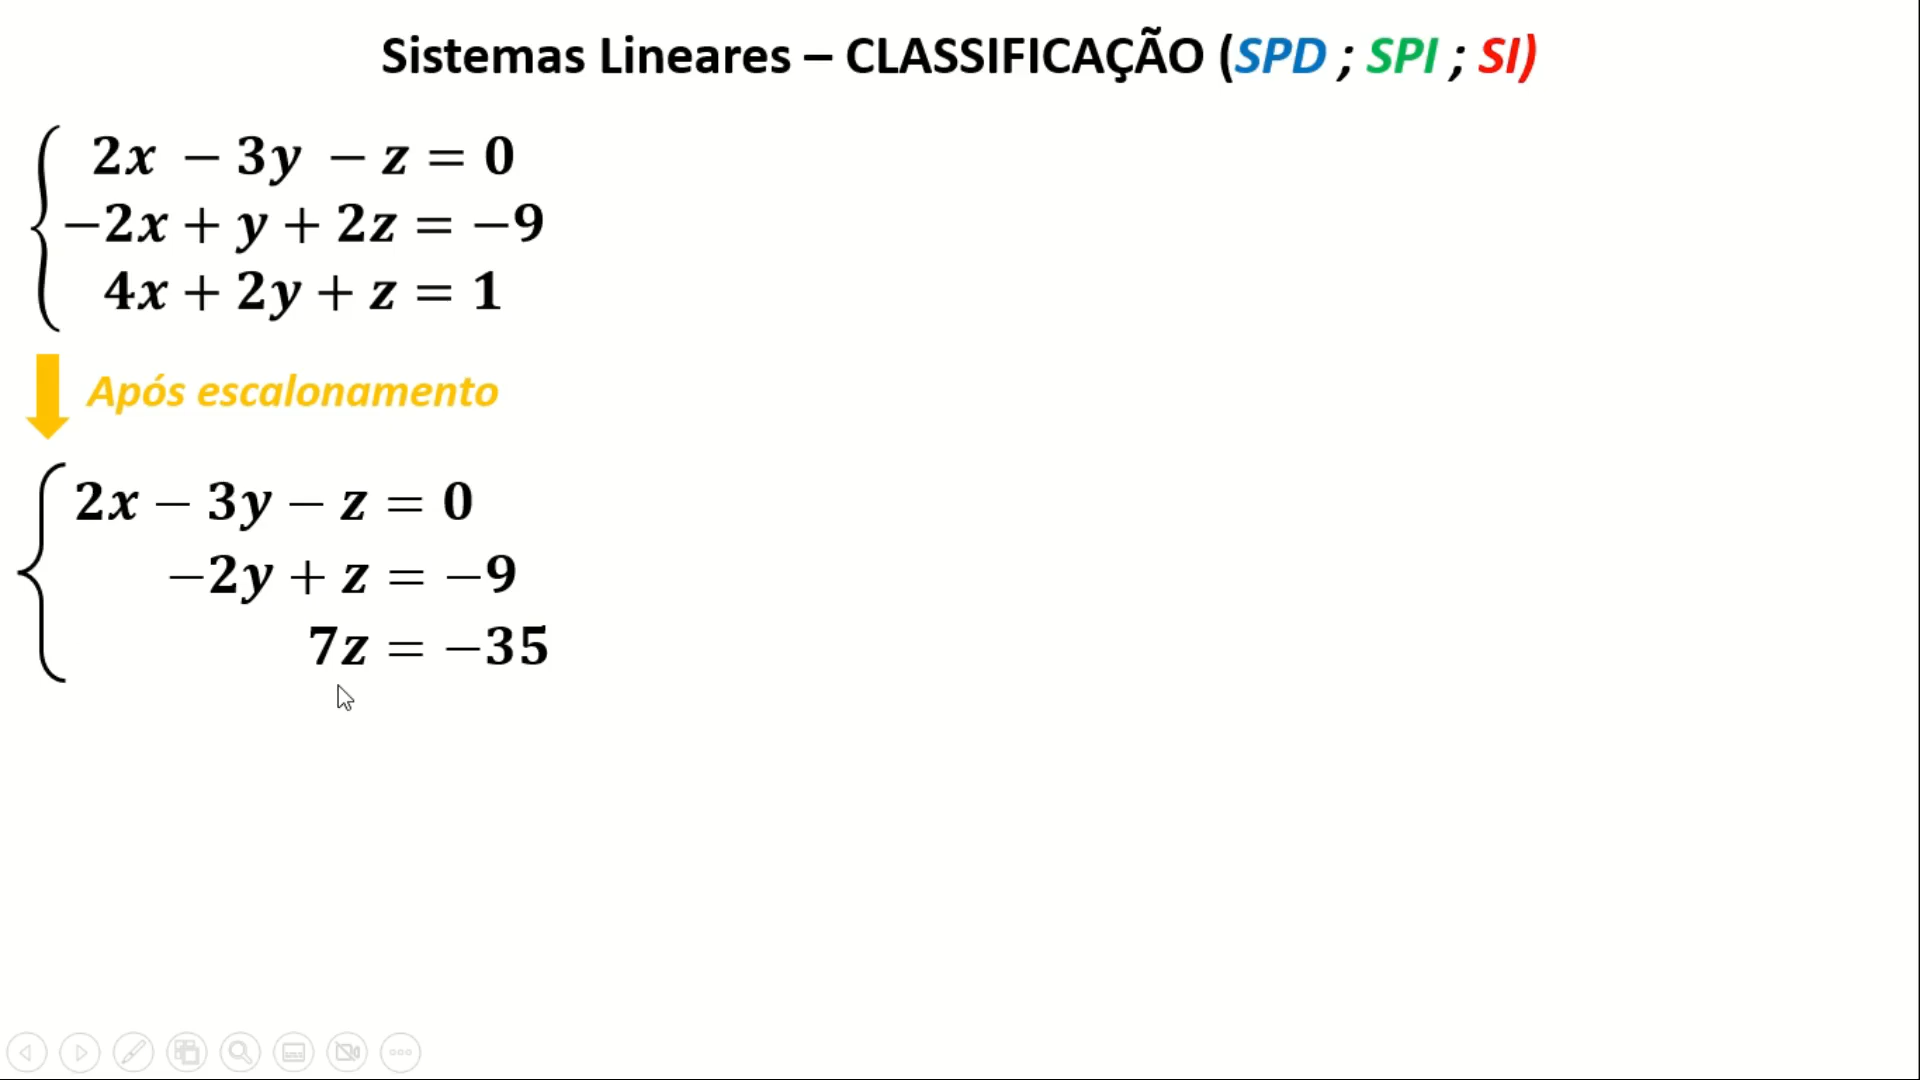 Sistemas Lineares – CLASSIFICAÇÃO (SPD ; SPI ; SI)
2x − 3y − z = 0
−2x + y + 2z = −9
4x + 2y + z = 1
Após escalonamento
2x − 3y − z = 0
−2y + z = −9
7z = −35